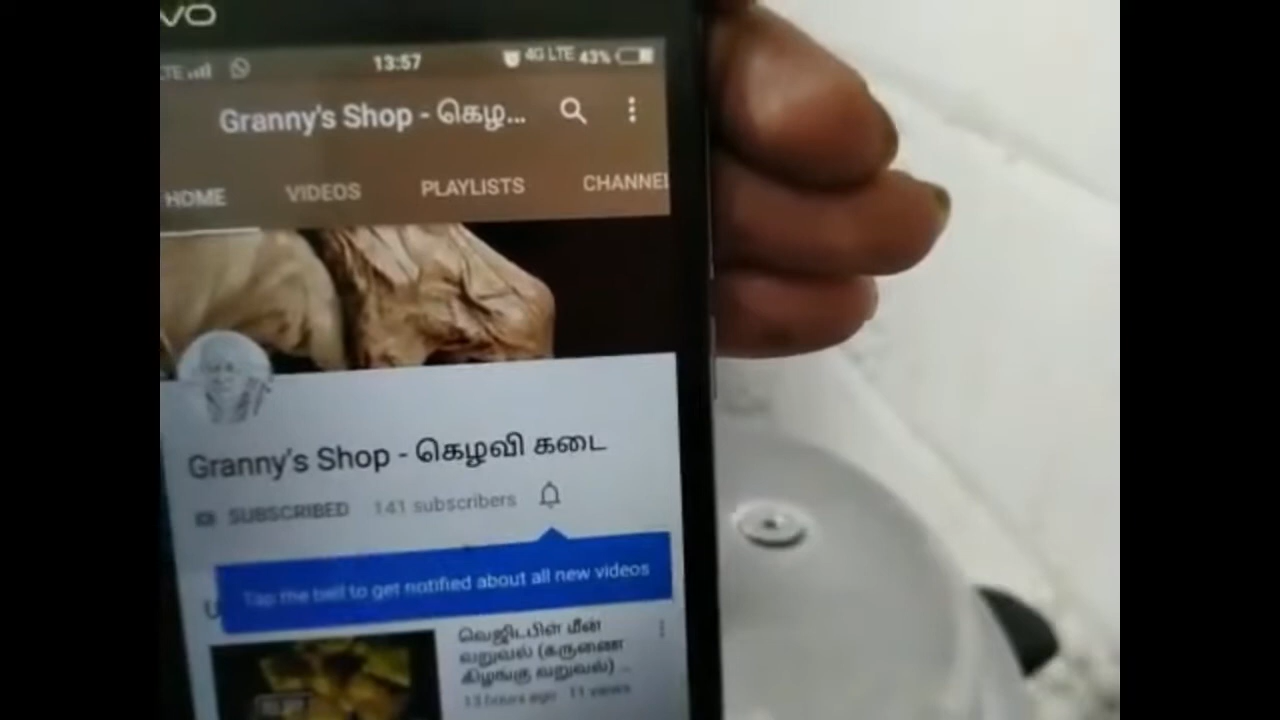 VO
LTE 13:57 4G LTE 43%
Granny's Shop - கெழ...
HOME VIDEOS PLAYLISTS CHANNEL
Granny's Shop - கெழவி கடை
SUBSCRIBED 141 subscribers
Tap the bell to get notified about all new videos
U
வெஜிடபிள் மீன்
வறுவல் (கருணை
கிழங்கு வறுவல்) ...
13 hours ago 11 views